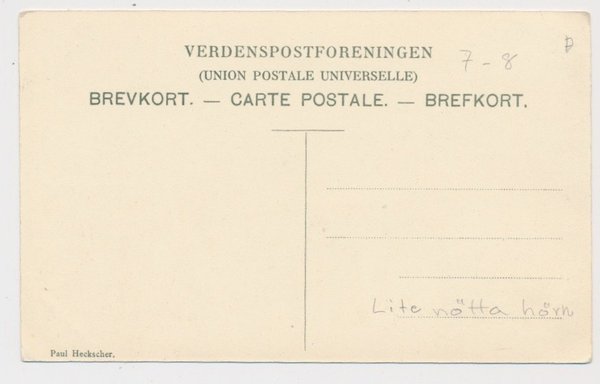 VERDENSPOSTFORENINGEN
7-8
D
(UNION POSTALE UNIVERSELLE)
BREVKORT. — CARTE POSTALE. — BREFKORT.
Lite nötta hörn
Paul Heckscher.